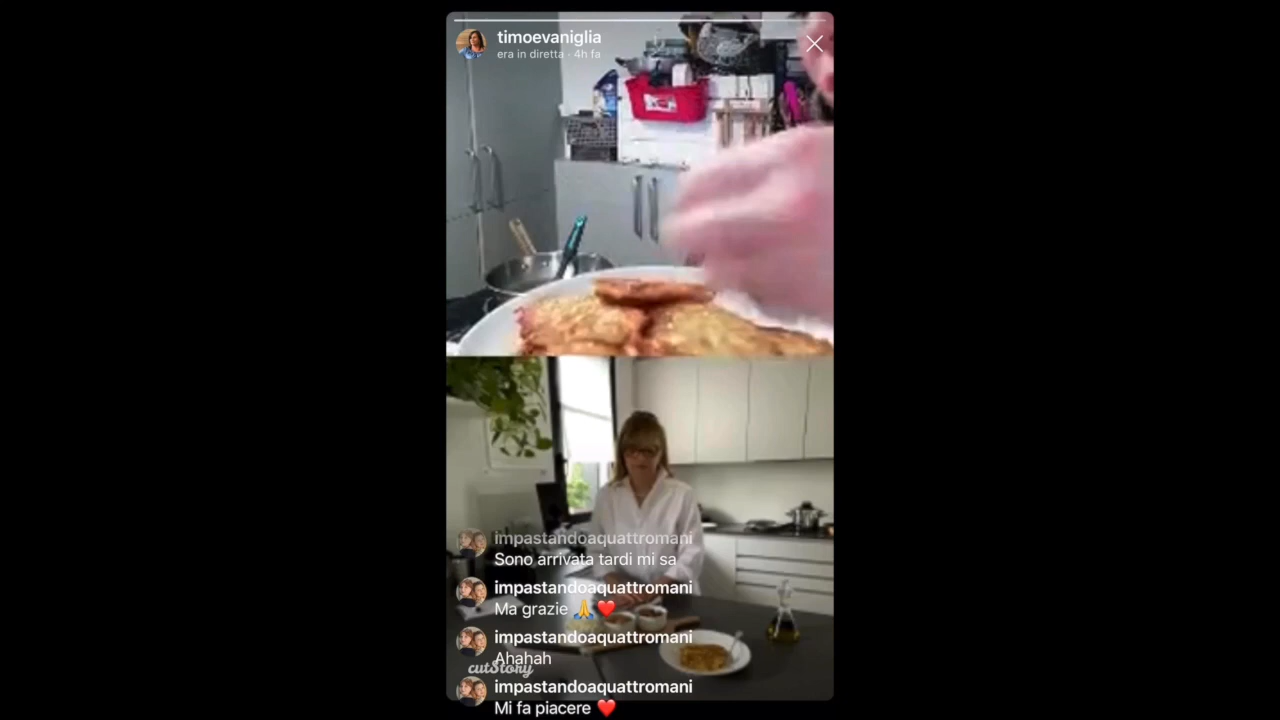 timoevaniglia
era in diretta · 4h fa
impastandoaquattromani
Sono arrivata tardi mi sa
impastandoaquattromani
Ma grazie 🙏❤️
impastandoaquattromani
Ahahah
cutStory
impastandoaquattromani
Mi fa piacere ❤️